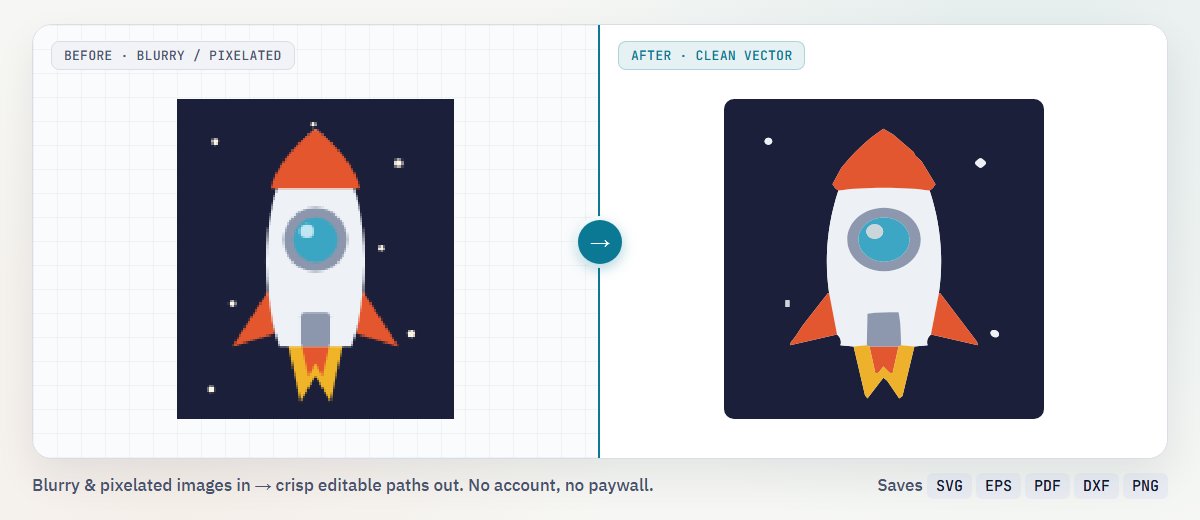 BEFORE · BLURRY / PIXELATED
AFTER · CLEAN VECTOR
→
Blurry & pixelated images in → crisp editable paths out. No account, no paywall.
Saves SVG EPS PDF DXF PNG